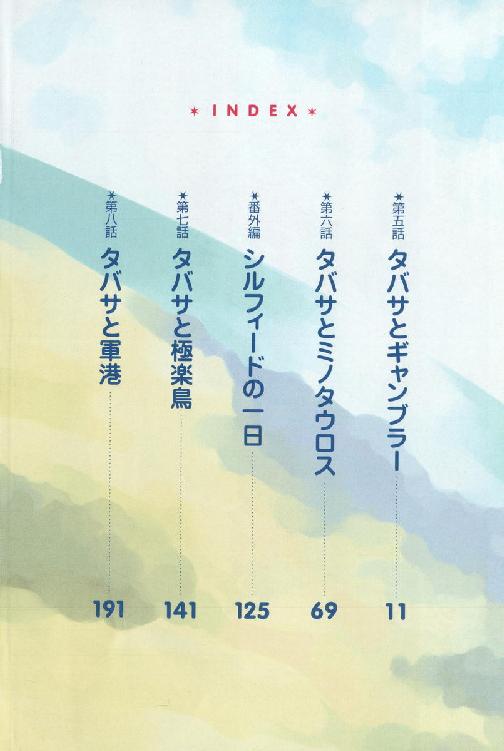 ✶ INDEX ✶
✶第五話 タバサとギャンブラー 11
✶第六話 タバサとミノタウロス 69
✶番外編 シルフィードの一日 125
✶第七話 タバサと極楽鳥 141
✶第八話 タバサと軍港 191